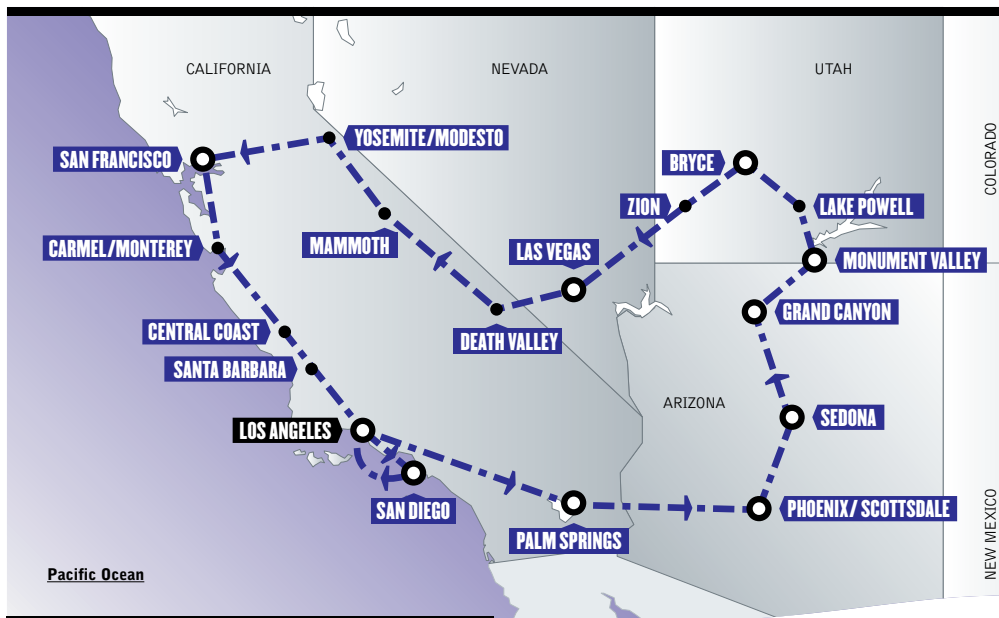 CALIFORNIA
NEVADA
UTAH
COLORADO
YOSEMITE/MODESTO
SAN FRANCISCO
BRYCE
ZION
LAKE POWELL
CARMEL/MONTEREY
MAMMOTH
LAS VEGAS
MONUMENT VALLEY
GRAND CANYON
CENTRAL COAST
DEATH VALLEY
SANTA BARBARA
ARIZONA
LOS ANGELES
SEDONA
SAN DIEGO
PHOENIX/ SCOTTSDALE
PALM SPRINGS
NEW MEXICO
Pacific Ocean